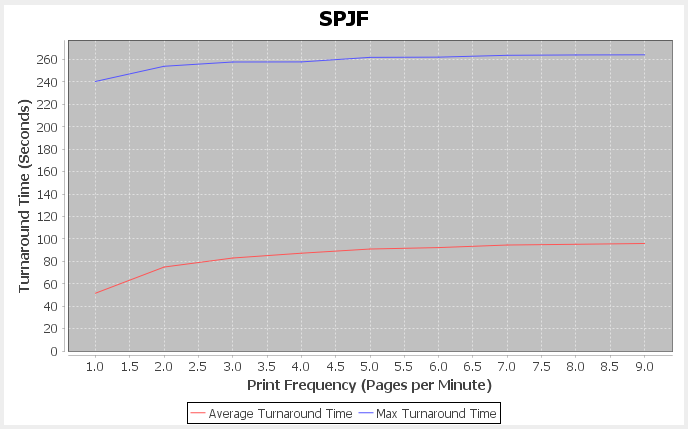 SPJF
Turnaround Time (Seconds)
260
240
220
200
180
160
140
120
100
80
60
40
20
0
1.0 1.5 2.0 2.5 3.0 3.5 4.0 4.5 5.0 5.5 6.0 6.5 7.0 7.5 8.0 8.5 9.0
Print Frequency (Pages per Minute)
Average Turnaround Time Max Turnaround Time